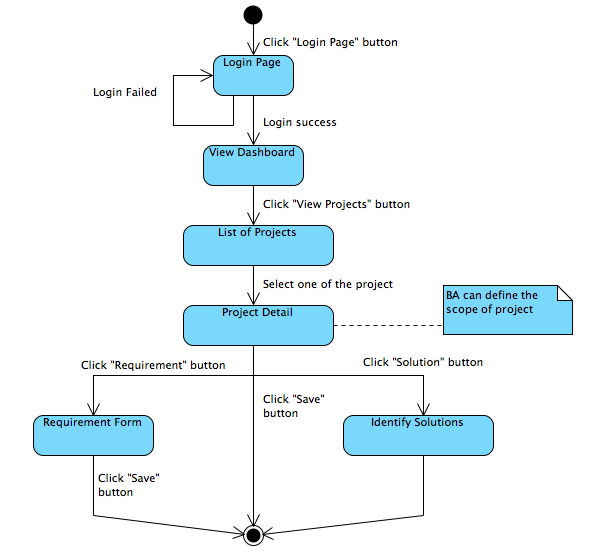 Click "Login Page" button
Login Page
Login Failed
Login success
View Dashboard
Click "View Projects" button
List of Projects
Select one of the project
BA can define the
scope of project
Project Detail
Click "Requirement" button
Click "Solution" button
Click "Save"
button
Requirement Form
Identify Solutions
Click "Save"
button